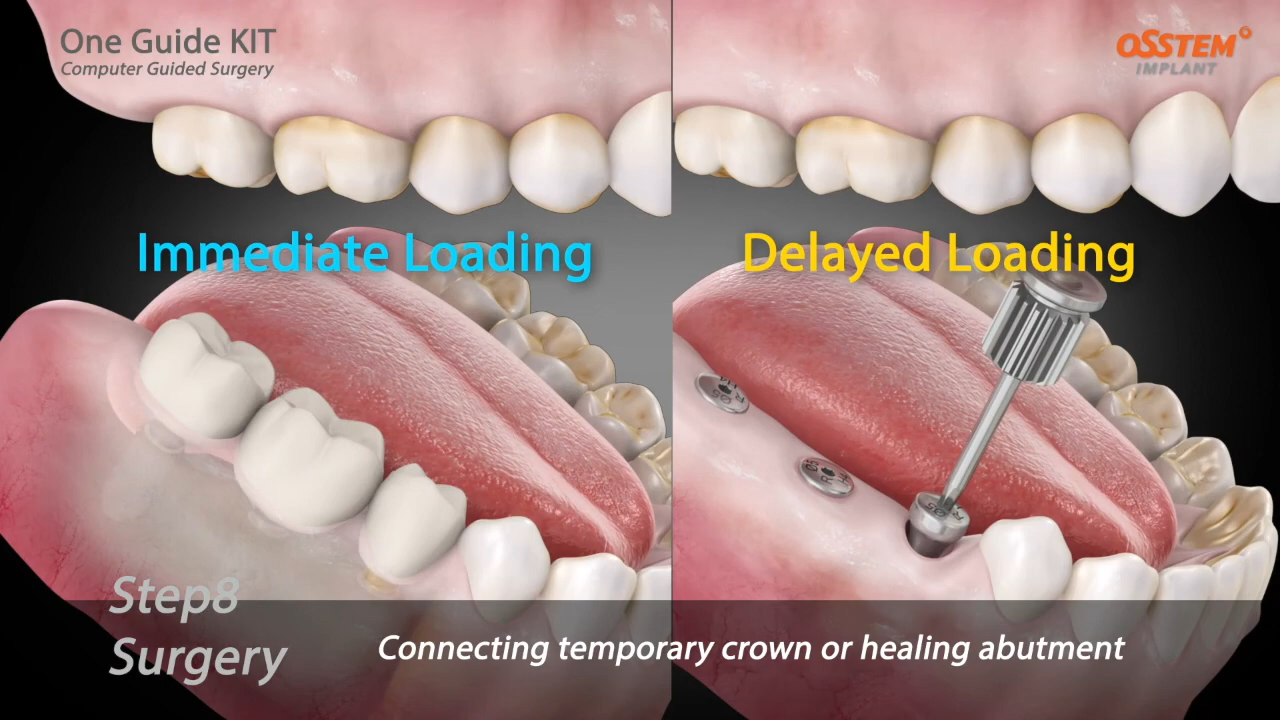 One Guide KIT
Computer Guided Surgery
OSSTEM
IMPLANT
Immediate Loading
Delayed Loading
Step8
Surgery
Connecting temporary crown or healing abutment